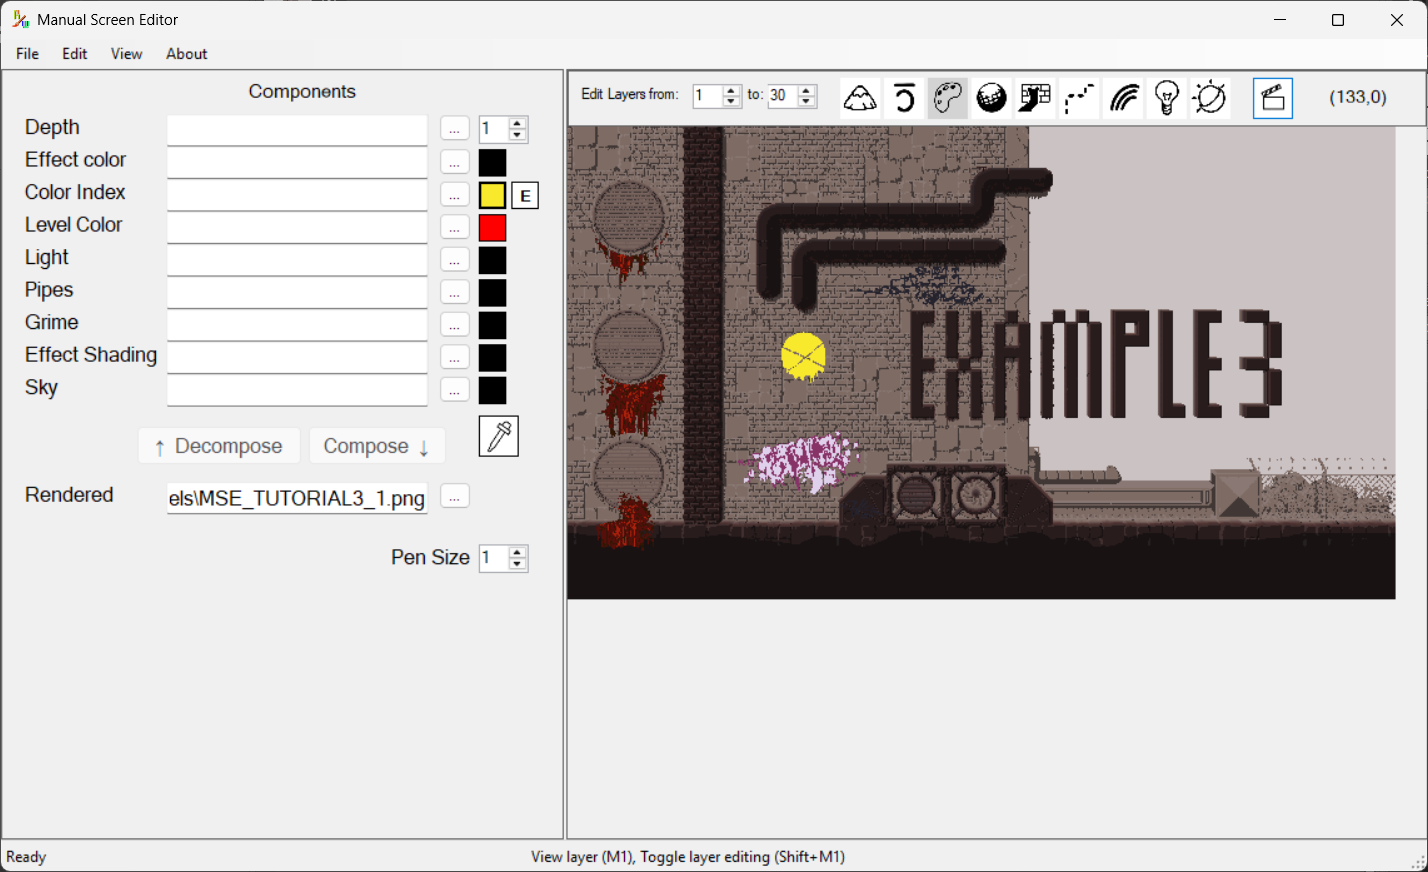 Manual Screen Editor
File Edit View About
Components
Edit Layers from: 1 to: 30 (133,0)
Depth ... 1
Effect color ...
Color Index ... E
Level Color ...
Light ...
Pipes ...
Grime ...
Effect Shading ...
Sky ...
↑ Decompose Compose ↓
Rendered els\MSE_TUTORIAL3_1.png ...
Pen Size 1
EXAMPLE 3
Ready View layer (M1), Toggle layer editing (Shift+M1)